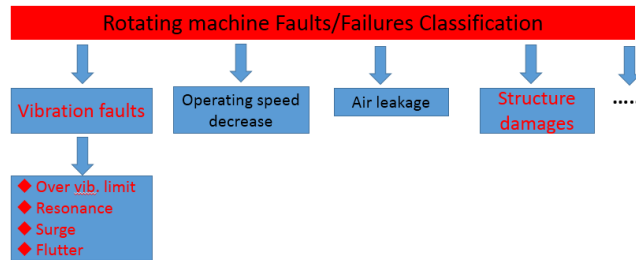 Rotating machine Faults/Failures Classification
Vibration faults
Operating speed
decrease
Air leakage
Structure
damages
.....
◆ Over vib. limit
◆ Resonance
◆ Surge
◆ Flutter